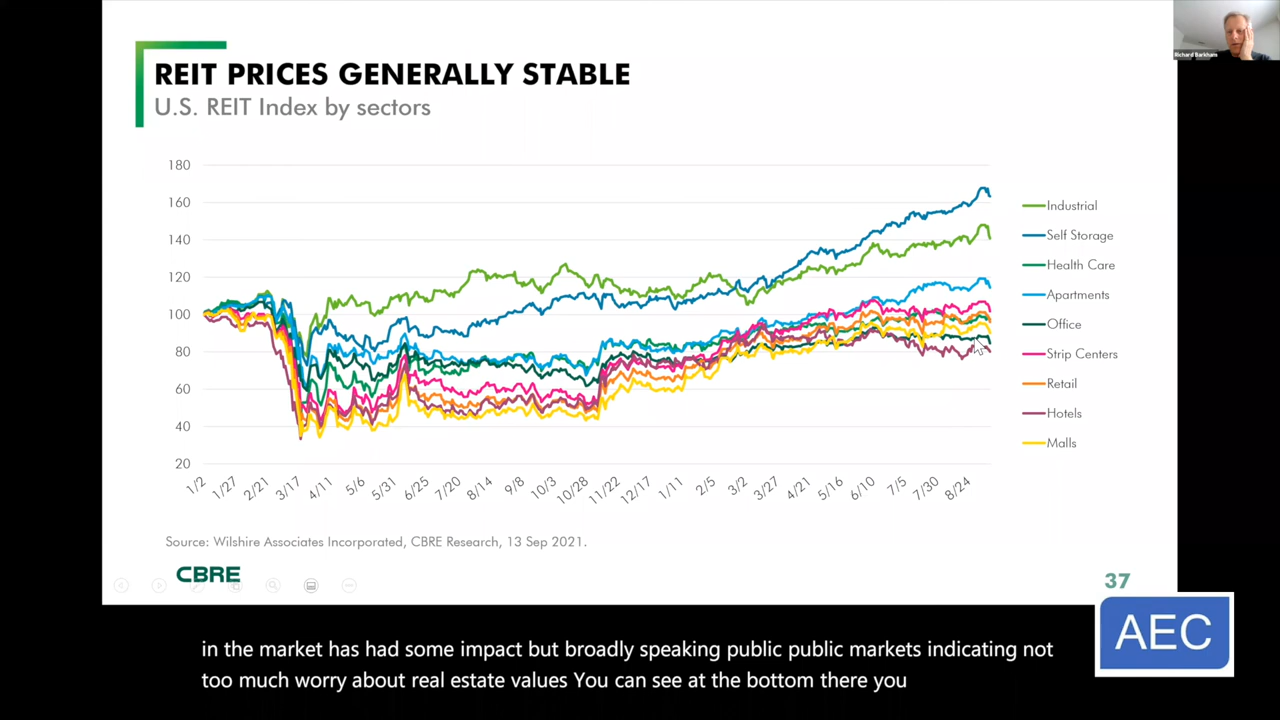 REIT PRICES GENERALLY STABLE
U.S. REIT Index by sectors
Richard Barkham
180
160
140
120
100
80
60
40
20
1/2 1/27 2/21 3/17 4/11 5/6 5/31 6/25 7/20 8/14 9/8 10/3 10/28 11/22 12/17 1/11 2/5 3/2 3/27 4/21 5/16 6/10 7/5 7/30 8/24
Industrial
Self Storage
Health Care
Apartments
Office
Strip Centers
Retail
Hotels
Malls
Source: Wilshire Associates Incorporated, CBRE Research, 13 Sep 2021.
CBRE
37
AEC
in the market has had some impact but broadly speaking public public markets indicating not
too much worry about real estate values You can see at the bottom there you